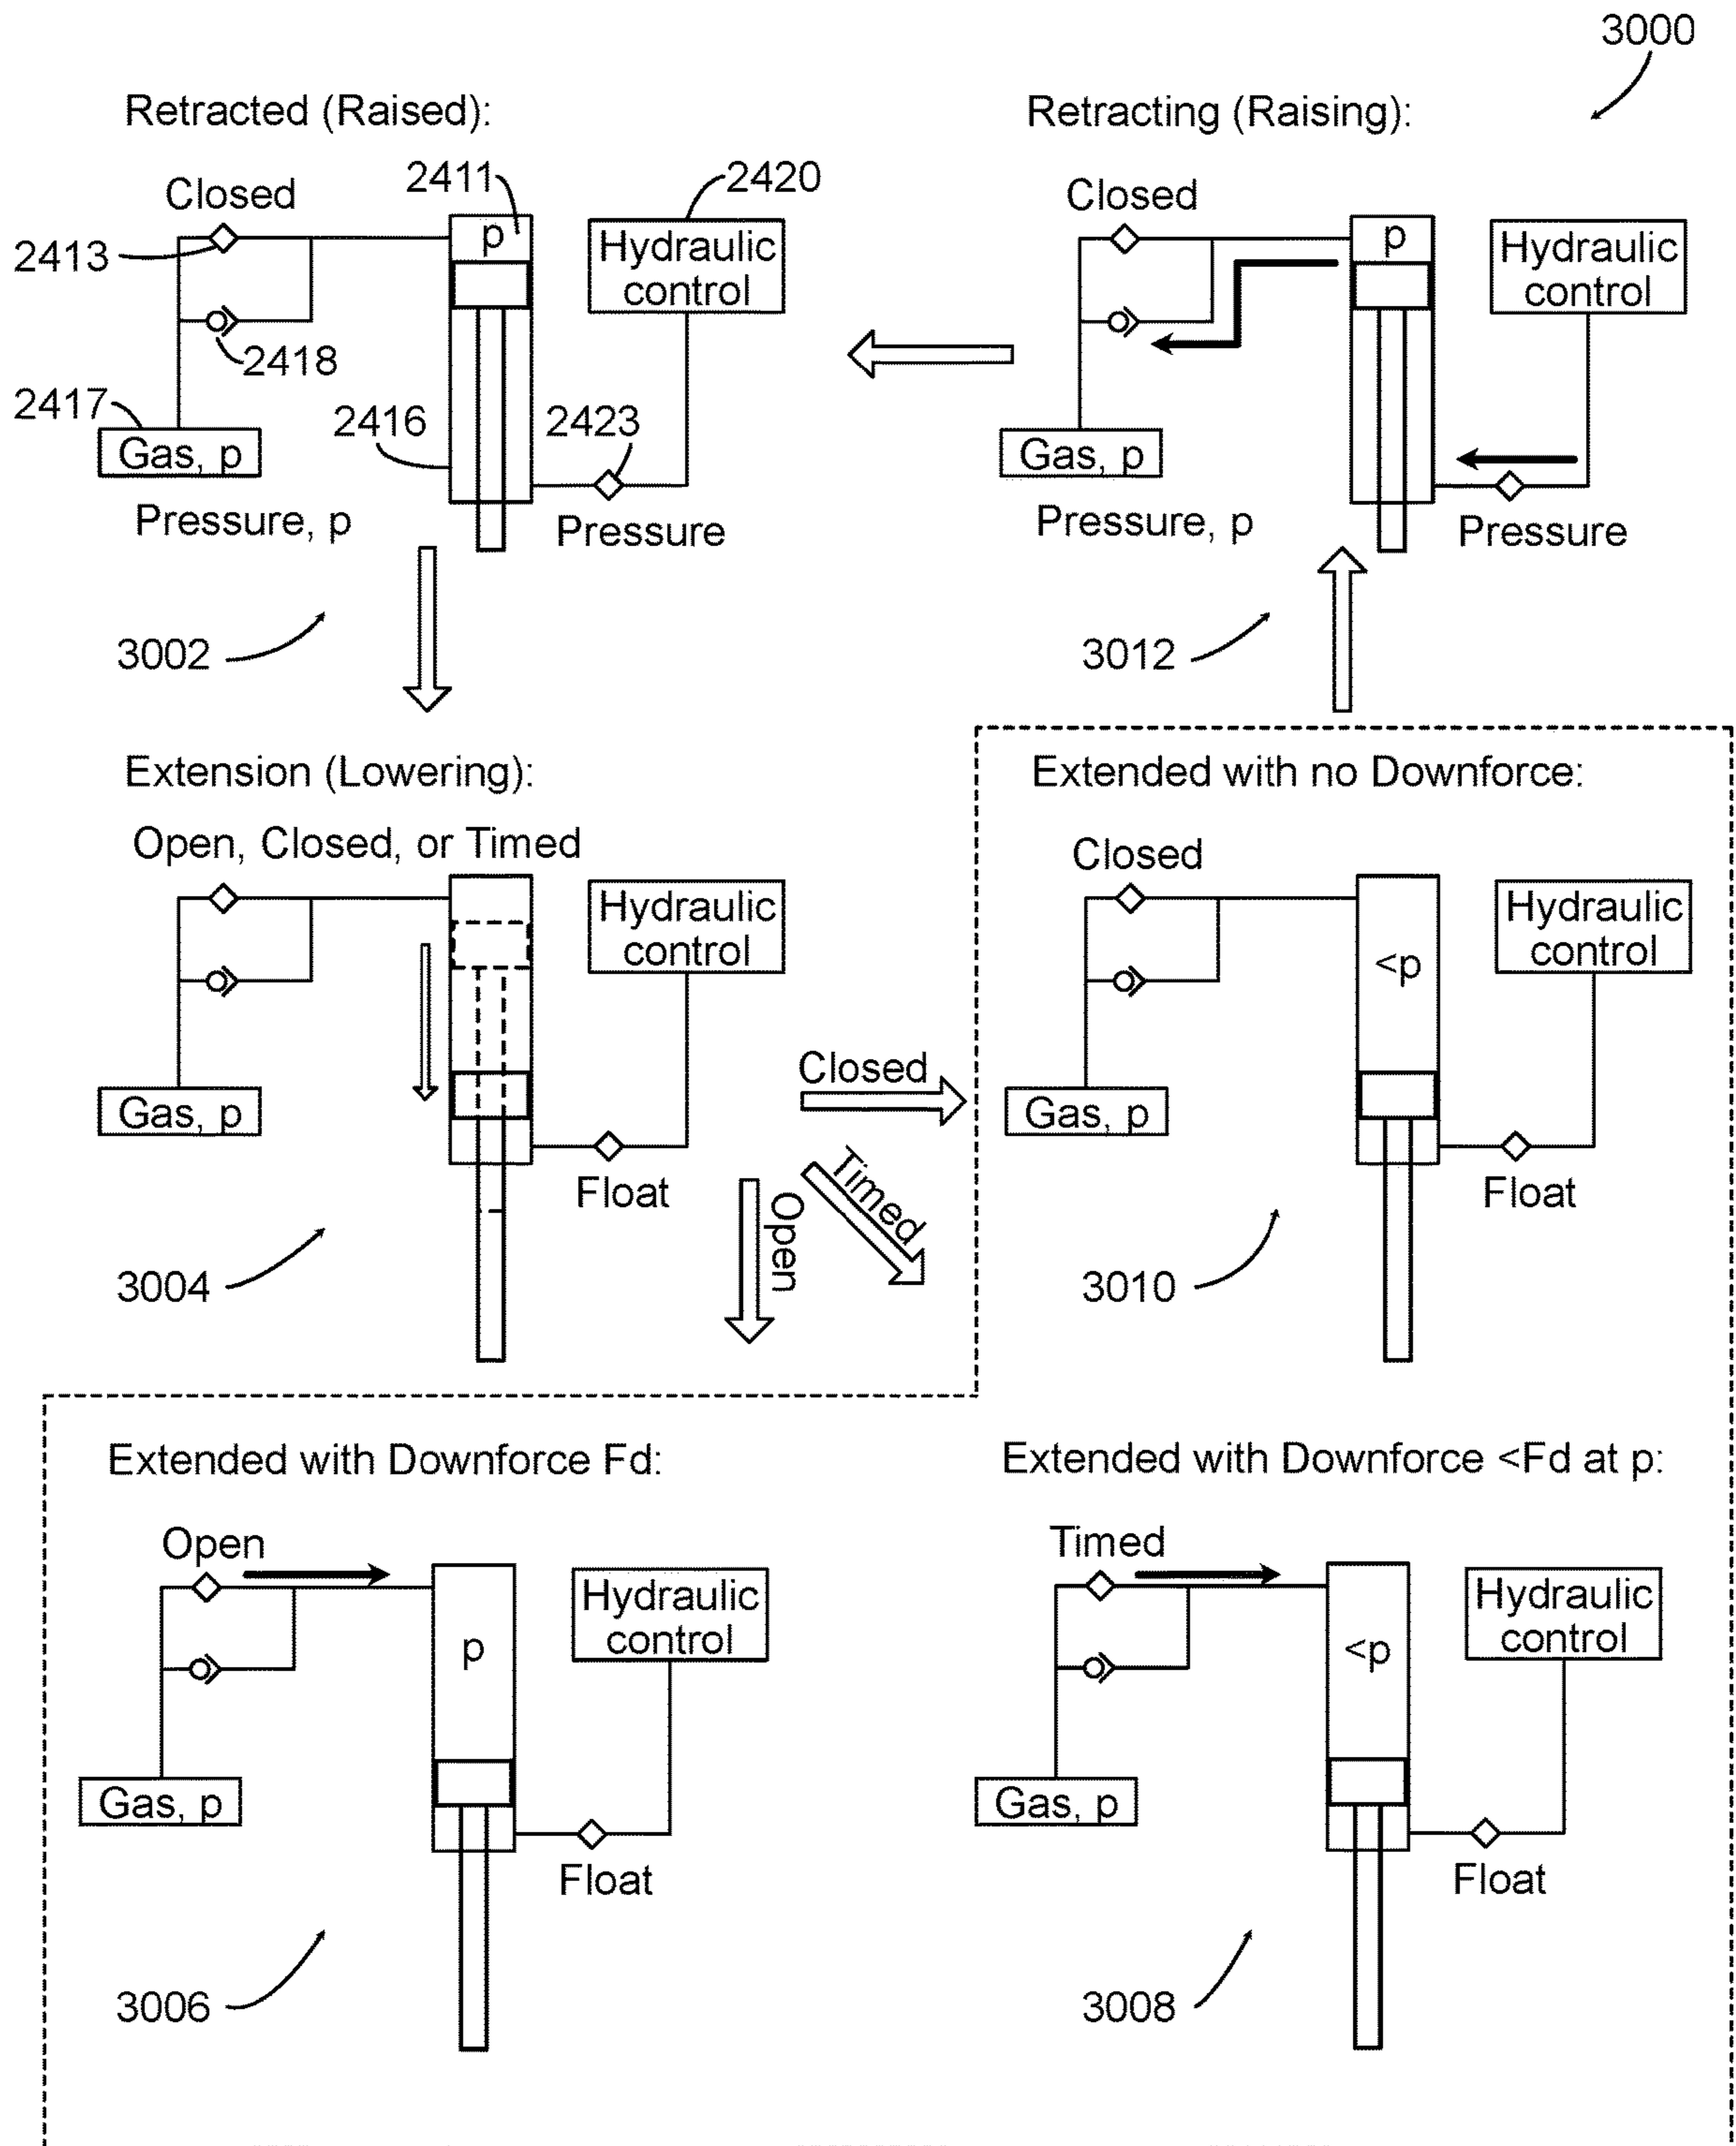 3000
Retracted (Raised):
Closed
2411
2420
2413
p
Hydraulic
control
2418
2417
2416
2423
Gas, p
Pressure, p
Pressure
3002
Retracting (Raising):
Closed
p
Hydraulic
control
Gas, p
Pressure, p
Pressure
3012
Extension (Lowering):
Open, Closed, or Timed
Hydraulic
control
Gas, p
Float
Closed
Timed
Open
3004
Extended with no Downforce:
Closed
<p
Hydraulic
control
Gas, p
Float
3010
Extended with Downforce Fd:
Open
p
Hydraulic
control
Gas, p
Float
3006
Extended with Downforce <Fd at p:
Timed
<p
Hydraulic
control
Gas, p
Float
3008